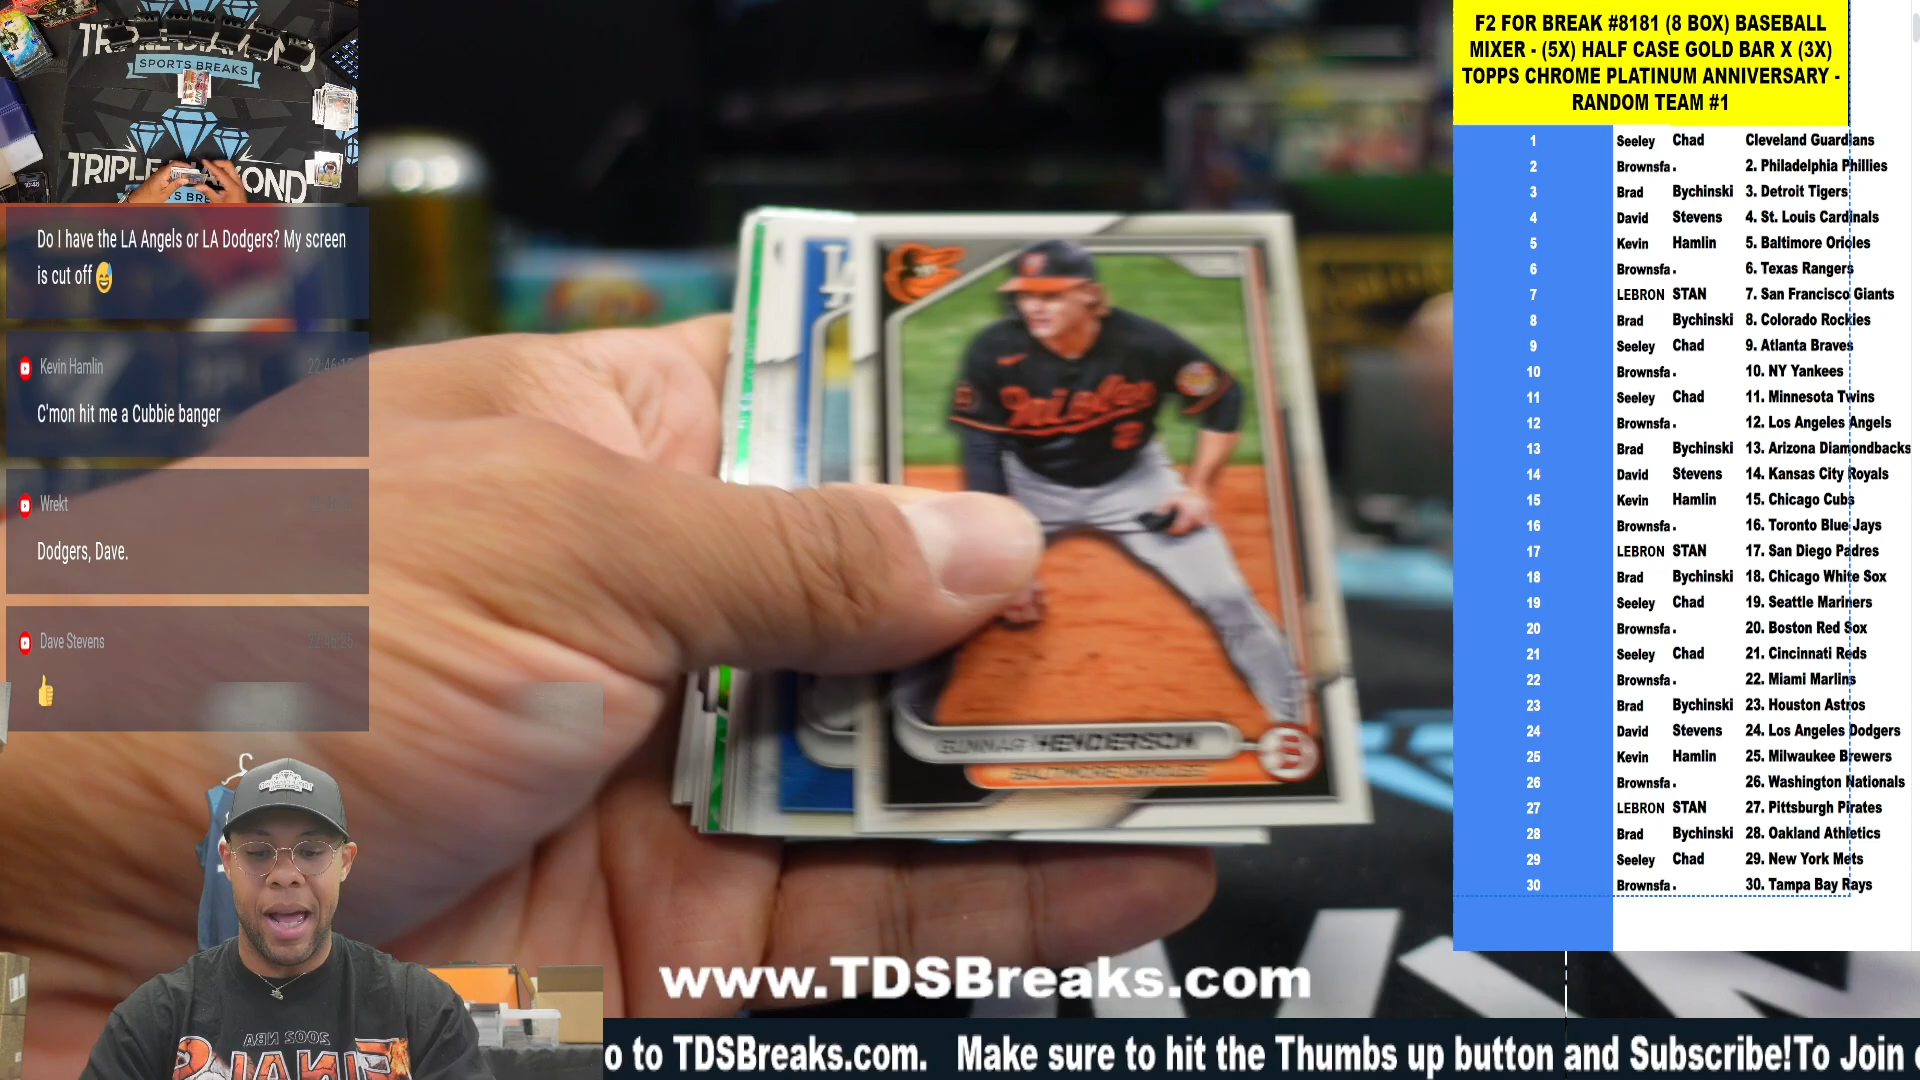 SPORTS BREAKS
TRIPLE DIAMOND
Do I have the LA Angels or LA Dodgers? My screen
is cut off😅
Kevin Hamlin
C'mon hit me a Cubbie banger
Wrekt
Dodgers, Dave.
Dave Stevens
👍
Orioles
GUNNAR HENDERSON
BALTIMORE ORIOLES
B
2002 NBA
FINALS
www.TDSBreaks.com
o to TDSBreaks.com. Make sure to hit the Thumbs up button and Subscribe!To Join
F2 FOR BREAK #8181 (8 BOX) BASEBALL
MIXER - (5X) HALF CASE GOLD BAR X (3X)
TOPPS CHROME PLATINUM ANNIVERSARY -
RANDOM TEAM #1
1 Seeley Chad Cleveland Guardians
2 Brownsfa . 2. Philadelphia Phillies
3 Brad Bychinski 3. Detroit Tigers
4 David Stevens 4. St. Louis Cardinals
5 Kevin Hamlin 5. Baltimore Orioles
6 Brownsfa . 6. Texas Rangers
7 LEBRON STAN 7. San Francisco Giants
8 Brad Bychinski 8. Colorado Rockies
9 Seeley Chad 9. Atlanta Braves
10 Brownsfa . 10. NY Yankees
11 Seeley Chad 11. Minnesota Twins
12 Brownsfa . 12. Los Angeles Angels
13 Brad Bychinski 13. Arizona Diamondbacks
14 David Stevens 14. Kansas City Royals
15 Kevin Hamlin 15. Chicago Cubs
16 Brownsfa . 16. Toronto Blue Jays
17 LEBRON STAN 17. San Diego Padres
18 Brad Bychinski 18. Chicago White Sox
19 Seeley Chad 19. Seattle Mariners
20 Brownsfa . 20. Boston Red Sox
21 Seeley Chad 21. Cincinnati Reds
22 Brownsfa . 22. Miami Marlins
23 Brad Bychinski 23. Houston Astros
24 David Stevens 24. Los Angeles Dodgers
25 Kevin Hamlin 25. Milwaukee Brewers
26 Brownsfa . 26. Washington Nationals
27 LEBRON STAN 27. Pittsburgh Pirates
28 Brad Bychinski 28. Oakland Athletics
29 Seeley Chad 29. New York Mets
30 Brownsfa . 30. Tampa Bay Rays